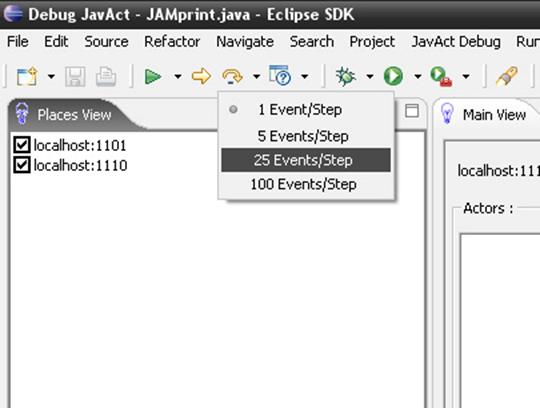 Debug JavAct - JAMprint.java - Eclipse SDK
File Edit Source Refactor Navigate Search Project JavAct Debug Run
Places View
Main View
1 Event/Step
5 Events/Step
25 Events/Step
100 Events/Step
localhost:1101
localhost:1110
localhost:111
Actors :